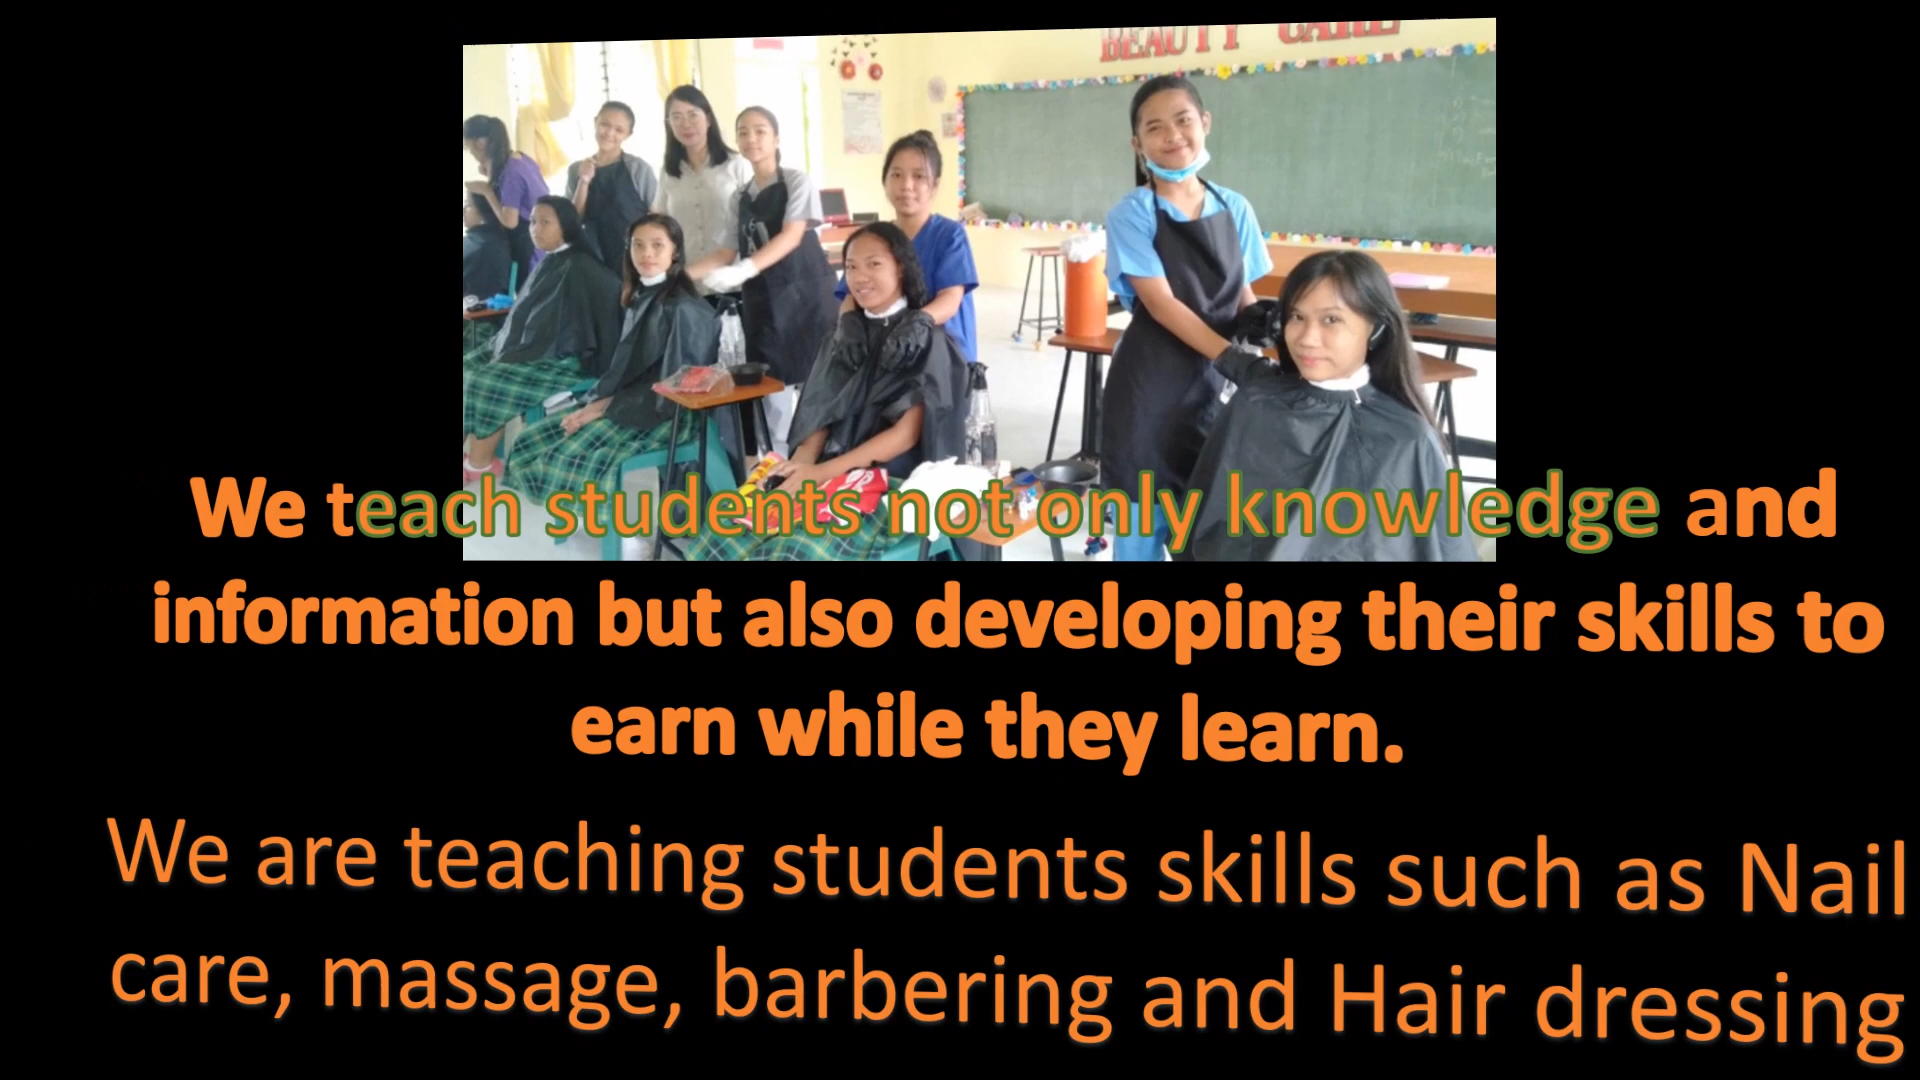 BEAUTY CARE
We teach students not only knowledge and
information but also developing their skills to
earn while they learn.
We are teaching students skills such as Nail
care, massage, barbering and Hair dressing